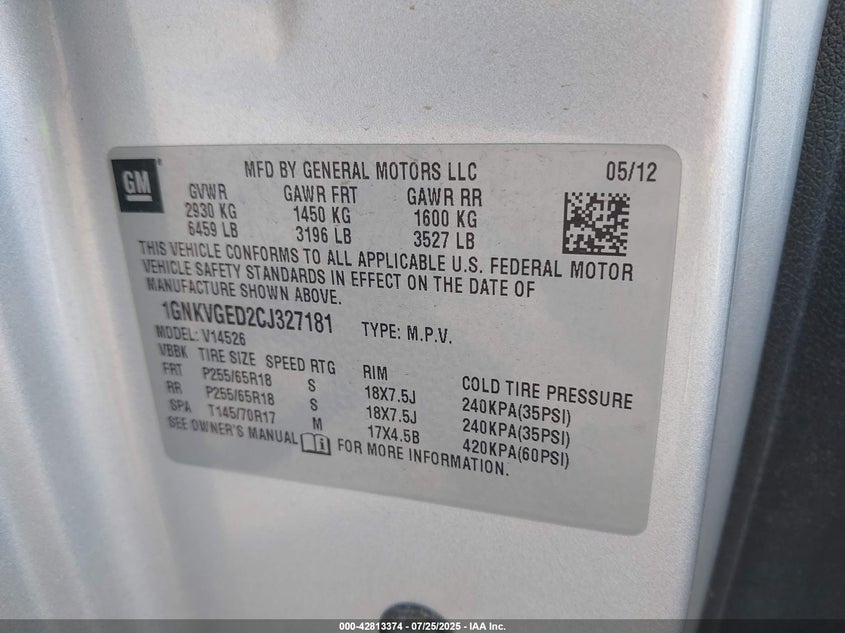 GM
MFD BY GENERAL MOTORS LLC 05/12
GVWR GAWR FRT GAWR RR
2930 KG 1450 KG 1600 KG
6459 LB 3196 LB 3527 LB
THIS VEHICLE CONFORMS TO ALL APPLICABLE U.S. FEDERAL MOTOR
VEHICLE SAFETY STANDARDS IN EFFECT ON THE DATE OF
MANUFACTURE SHOWN ABOVE.
1GNKVGED2CJ327181 TYPE: M.P.V.
MODEL: V14526
VBBK TIRE SIZE SPEED RTG RIM COLD TIRE PRESSURE
FRT P255/65R18 S 18X7.5J 240KPA(35PSI)
RR P255/65R18 S 18X7.5J 240KPA(35PSI)
SPA T145/70R17 M 17X4.5B 420KPA(60PSI)
SEE OWNER'S MANUAL FOR MORE INFORMATION.
000-42813374 - 07/25/2025 - IAA Inc.